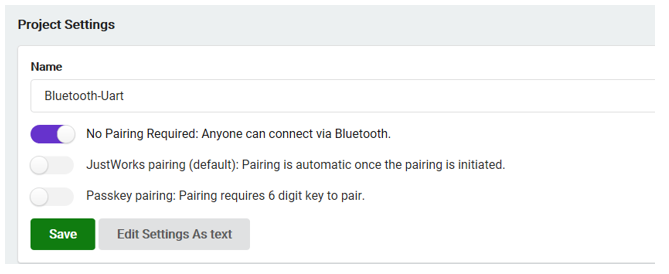 Project Settings
Name
Bluetooth-Uart
No Pairing Required: Anyone can connect via Bluetooth.
JustWorks pairing (default): Pairing is automatic once the pairing is initiated.
Passkey pairing: Pairing requires 6 digit key to pair.
Save Edit Settings As text